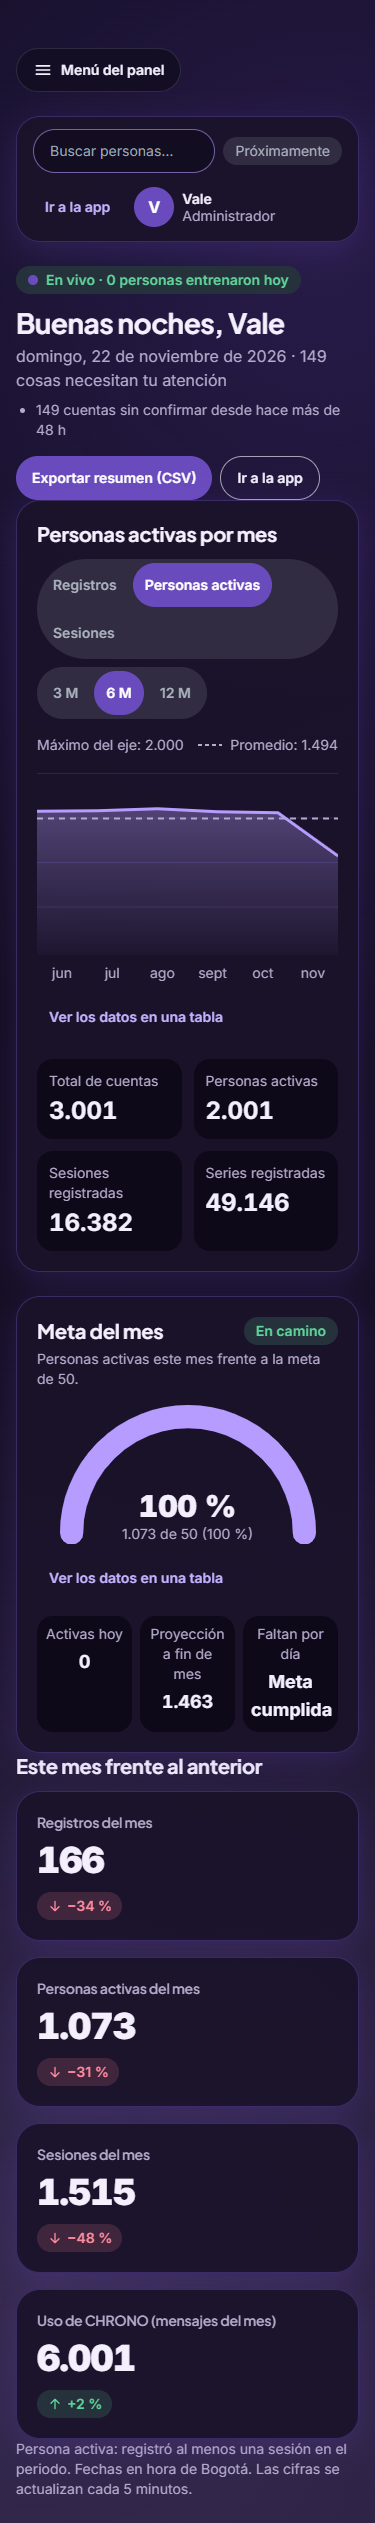 Menú del panel
Buscar personas...
Próximamente
Ir a la app
V
Vale
Administrador
En vivo · 0 personas entrenaron hoy
Buenas noches, Vale
domingo, 22 de noviembre de 2026 · 149
cosas necesitan tu atención
• 149 cuentas sin confirmar desde hace más de
48 h
Exportar resumen (CSV)
Ir a la app
Personas activas por mes
Registros
Personas activas
Sesiones
3 M
6 M
12 M
Máximo del eje: 2.000
Promedio: 1.494
jun
jul
ago
sept
oct
nov
Ver los datos en una tabla
Total de cuentas
3.001
Personas activas
2.001
Sesiones
registradas
16.382
Series registradas
49.146
Meta del mes
En camino
Personas activas este mes frente a la meta
de 50.
100 %
1.073 de 50 (100 %)
Ver los datos en una tabla
Activas hoy
0
Proyección
a fin de
mes
1.463
Faltan por
día
Meta
cumplida
Este mes frente al anterior
Registros del mes
166
↓ −34 %
Personas activas del mes
1.073
↓ −31 %
Sesiones del mes
1.515
↓ −48 %
Uso de CHRONO (mensajes del mes)
6.001
↑ +2 %
Persona activa: registró al menos una sesión en el
periodo. Fechas en hora de Bogotá. Las cifras se
actualizan cada 5 minutos.